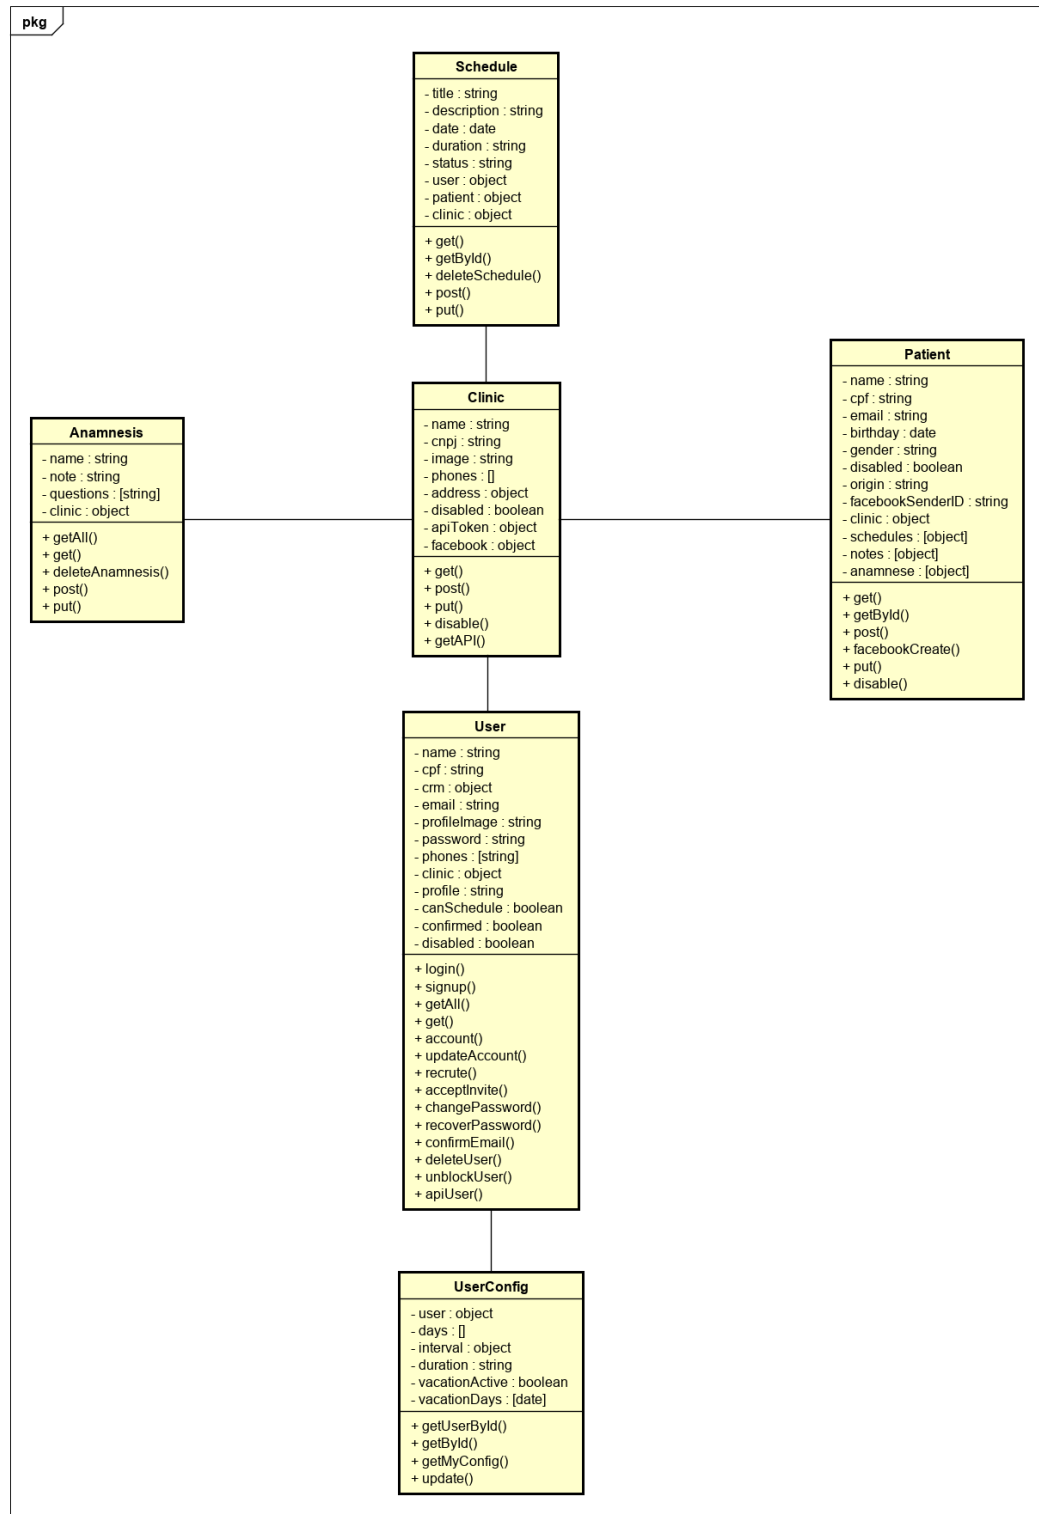 pkg
Schedule
- title : string
- description : string
- date : date
- duration : string
- status : string
- user : object
- patient : object
- clinic : object
+ get()
+ getById()
+ deleteSchedule()
+ post()
+ put()
Clinic
- name : string
- cnpj : string
- image : string
- phones : []
- address : object
- disabled : boolean
- apiToken : object
- facebook : object
+ get()
+ post()
+ put()
+ disable()
+ getAPI()
Anamnesis
- name : string
- note : string
- questions : [string]
- clinic : object
+ getAll()
+ get()
+ deleteAnamnesis()
+ post()
+ put()
Patient
- name : string
- cpf : string
- email : string
- birthday : date
- gender : string
- disabled : boolean
- origin : string
- facebookSenderID : string
- clinic : object
- schedules : [object]
- notes : [object]
- anamnese : [object]
+ get()
+ getById()
+ post()
+ facebookCreate()
+ put()
+ disable()
User
- name : string
- cpf : string
- crm : object
- email : string
- profileImage : string
- password : string
- phones : [string]
- clinic : object
- profile : string
- canSchedule : boolean
- confirmed : boolean
- disabled : boolean
+ login()
+ signup()
+ getAll()
+ get()
+ account()
+ updateAccount()
+ recrute()
+ acceptInvite()
+ changePassword()
+ recoverPassword()
+ confirmEmail()
+ deleteUser()
+ unblockUser()
+ apiUser()
UserConfig
- user : object
- days : []
- interval : object
- duration : string
- vacationActive : boolean
- vacationDays : [date]
+ getUserById()
+ getById()
+ getMyConfig()
+ update()